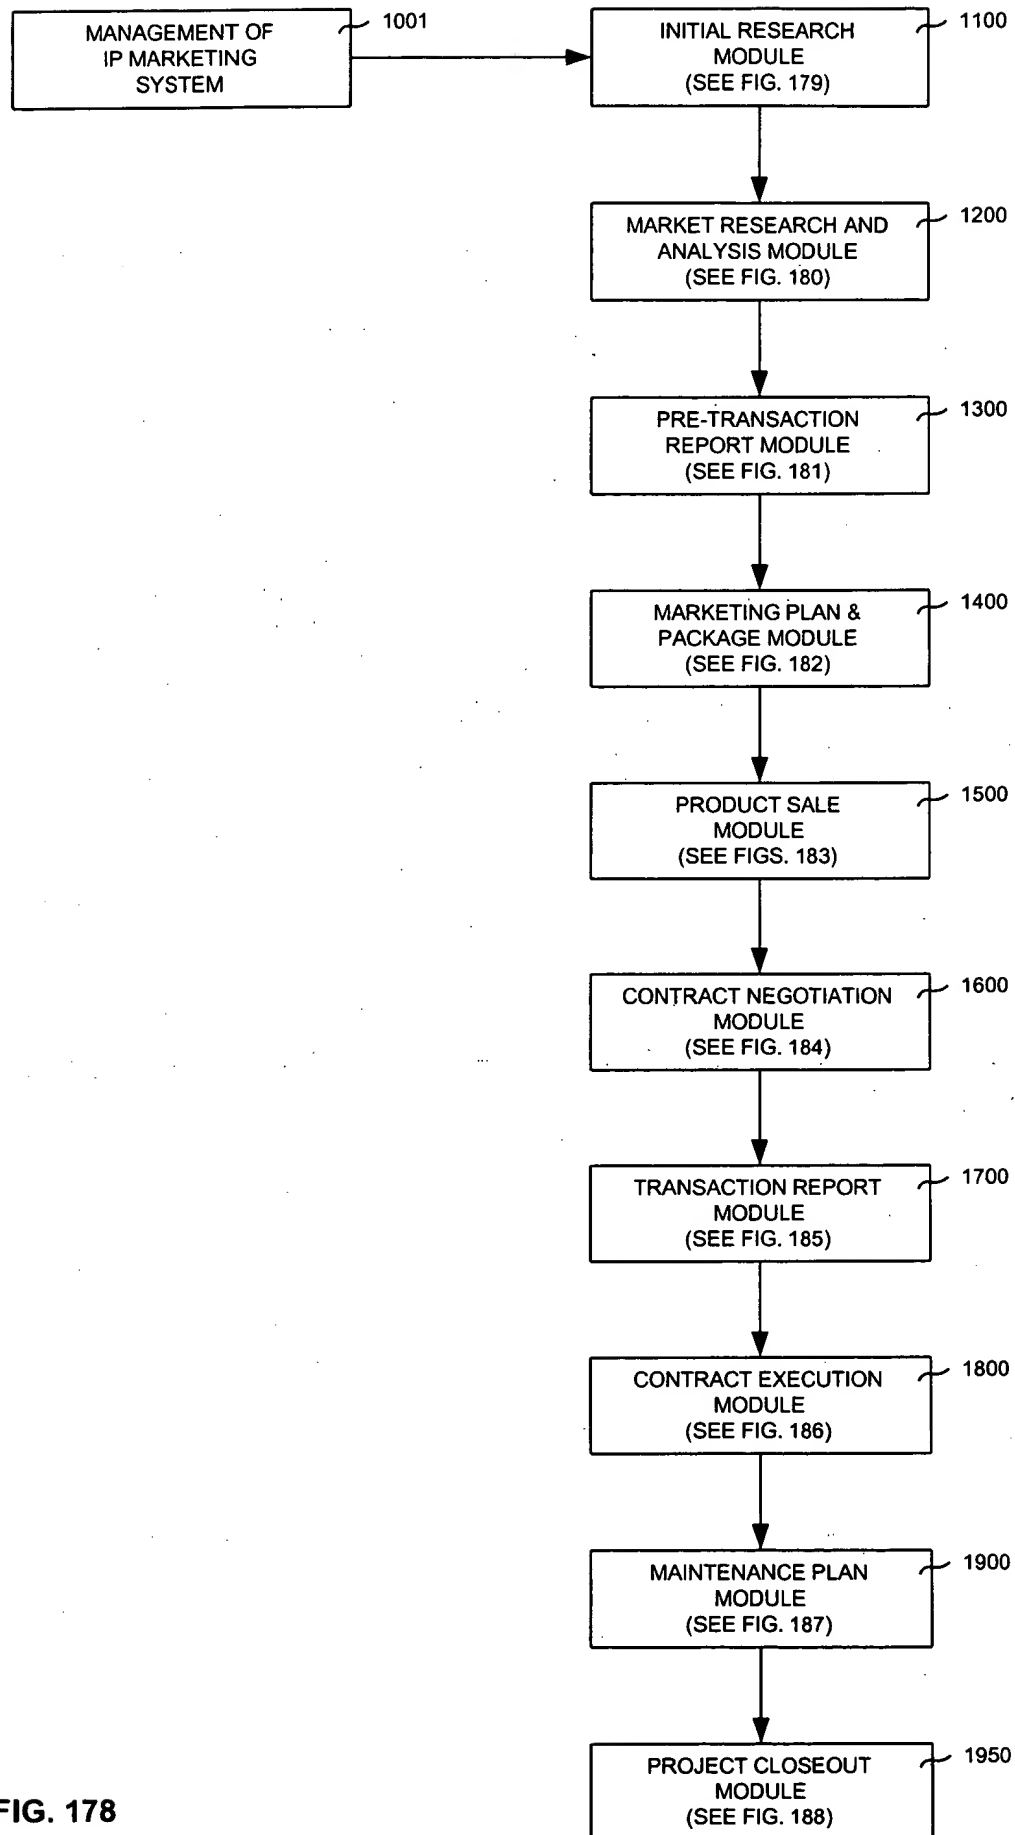 MANAGEMENT OF
IP MARKETING
SYSTEM
1001
INITIAL RESEARCH
MODULE
(SEE FIG. 179)
1100
MARKET RESEARCH AND
ANALYSIS MODULE
(SEE FIG. 180)
1200
PRE-TRANSACTION
REPORT MODULE
(SEE FIG. 181)
1300
MARKETING PLAN &
PACKAGE MODULE
(SEE FIG. 182)
1400
PRODUCT SALE
MODULE
(SEE FIGS. 183)
1500
CONTRACT NEGOTIATION
MODULE
(SEE FIG. 184)
1600
TRANSACTION REPORT
MODULE
(SEE FIG. 185)
1700
CONTRACT EXECUTION
MODULE
(SEE FIG. 186)
1800
MAINTENANCE PLAN
MODULE
(SEE FIG. 187)
1900
PROJECT CLOSEOUT
MODULE
(SEE FIG. 188)
1950
FIG. 178